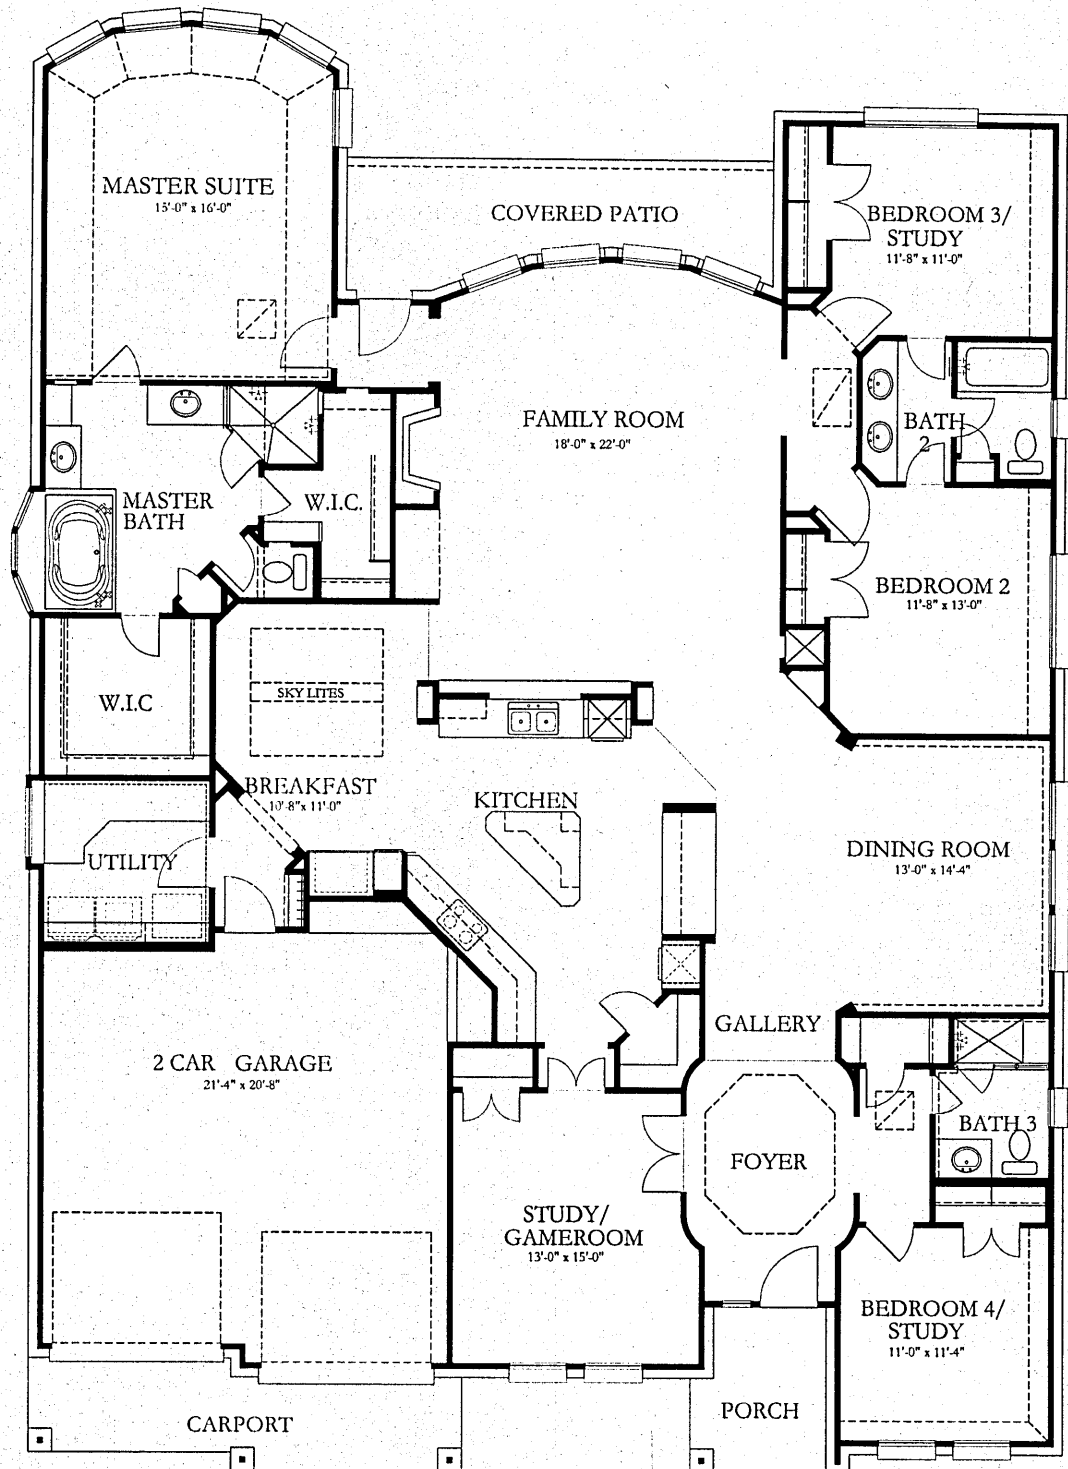 MASTER SUITE
15'-0" x 16'-0"
COVERED PATIO
BEDROOM 3/
STUDY
11'-8" x 11'-0"
FAMILY ROOM
18'-0" x 22'-0"
BATH
2
MASTER
BATH
W.I.C.
BEDROOM 2
11'-8" x 13'-0"
SKY LITES
W.I.C
BREAKFAST
10'-8" x 11'-0"
KITCHEN
UTILITY
DINING ROOM
13'-0" x 14'-4"
GALLERY
2 CAR GARAGE
21'-4" x 20'-8"
BATH 3
FOYER
STUDY/
GAMEROOM
13'-0" x 15'-0"
BEDROOM 4/
STUDY
11'-0" x 11'-4"
CARPORT
PORCH